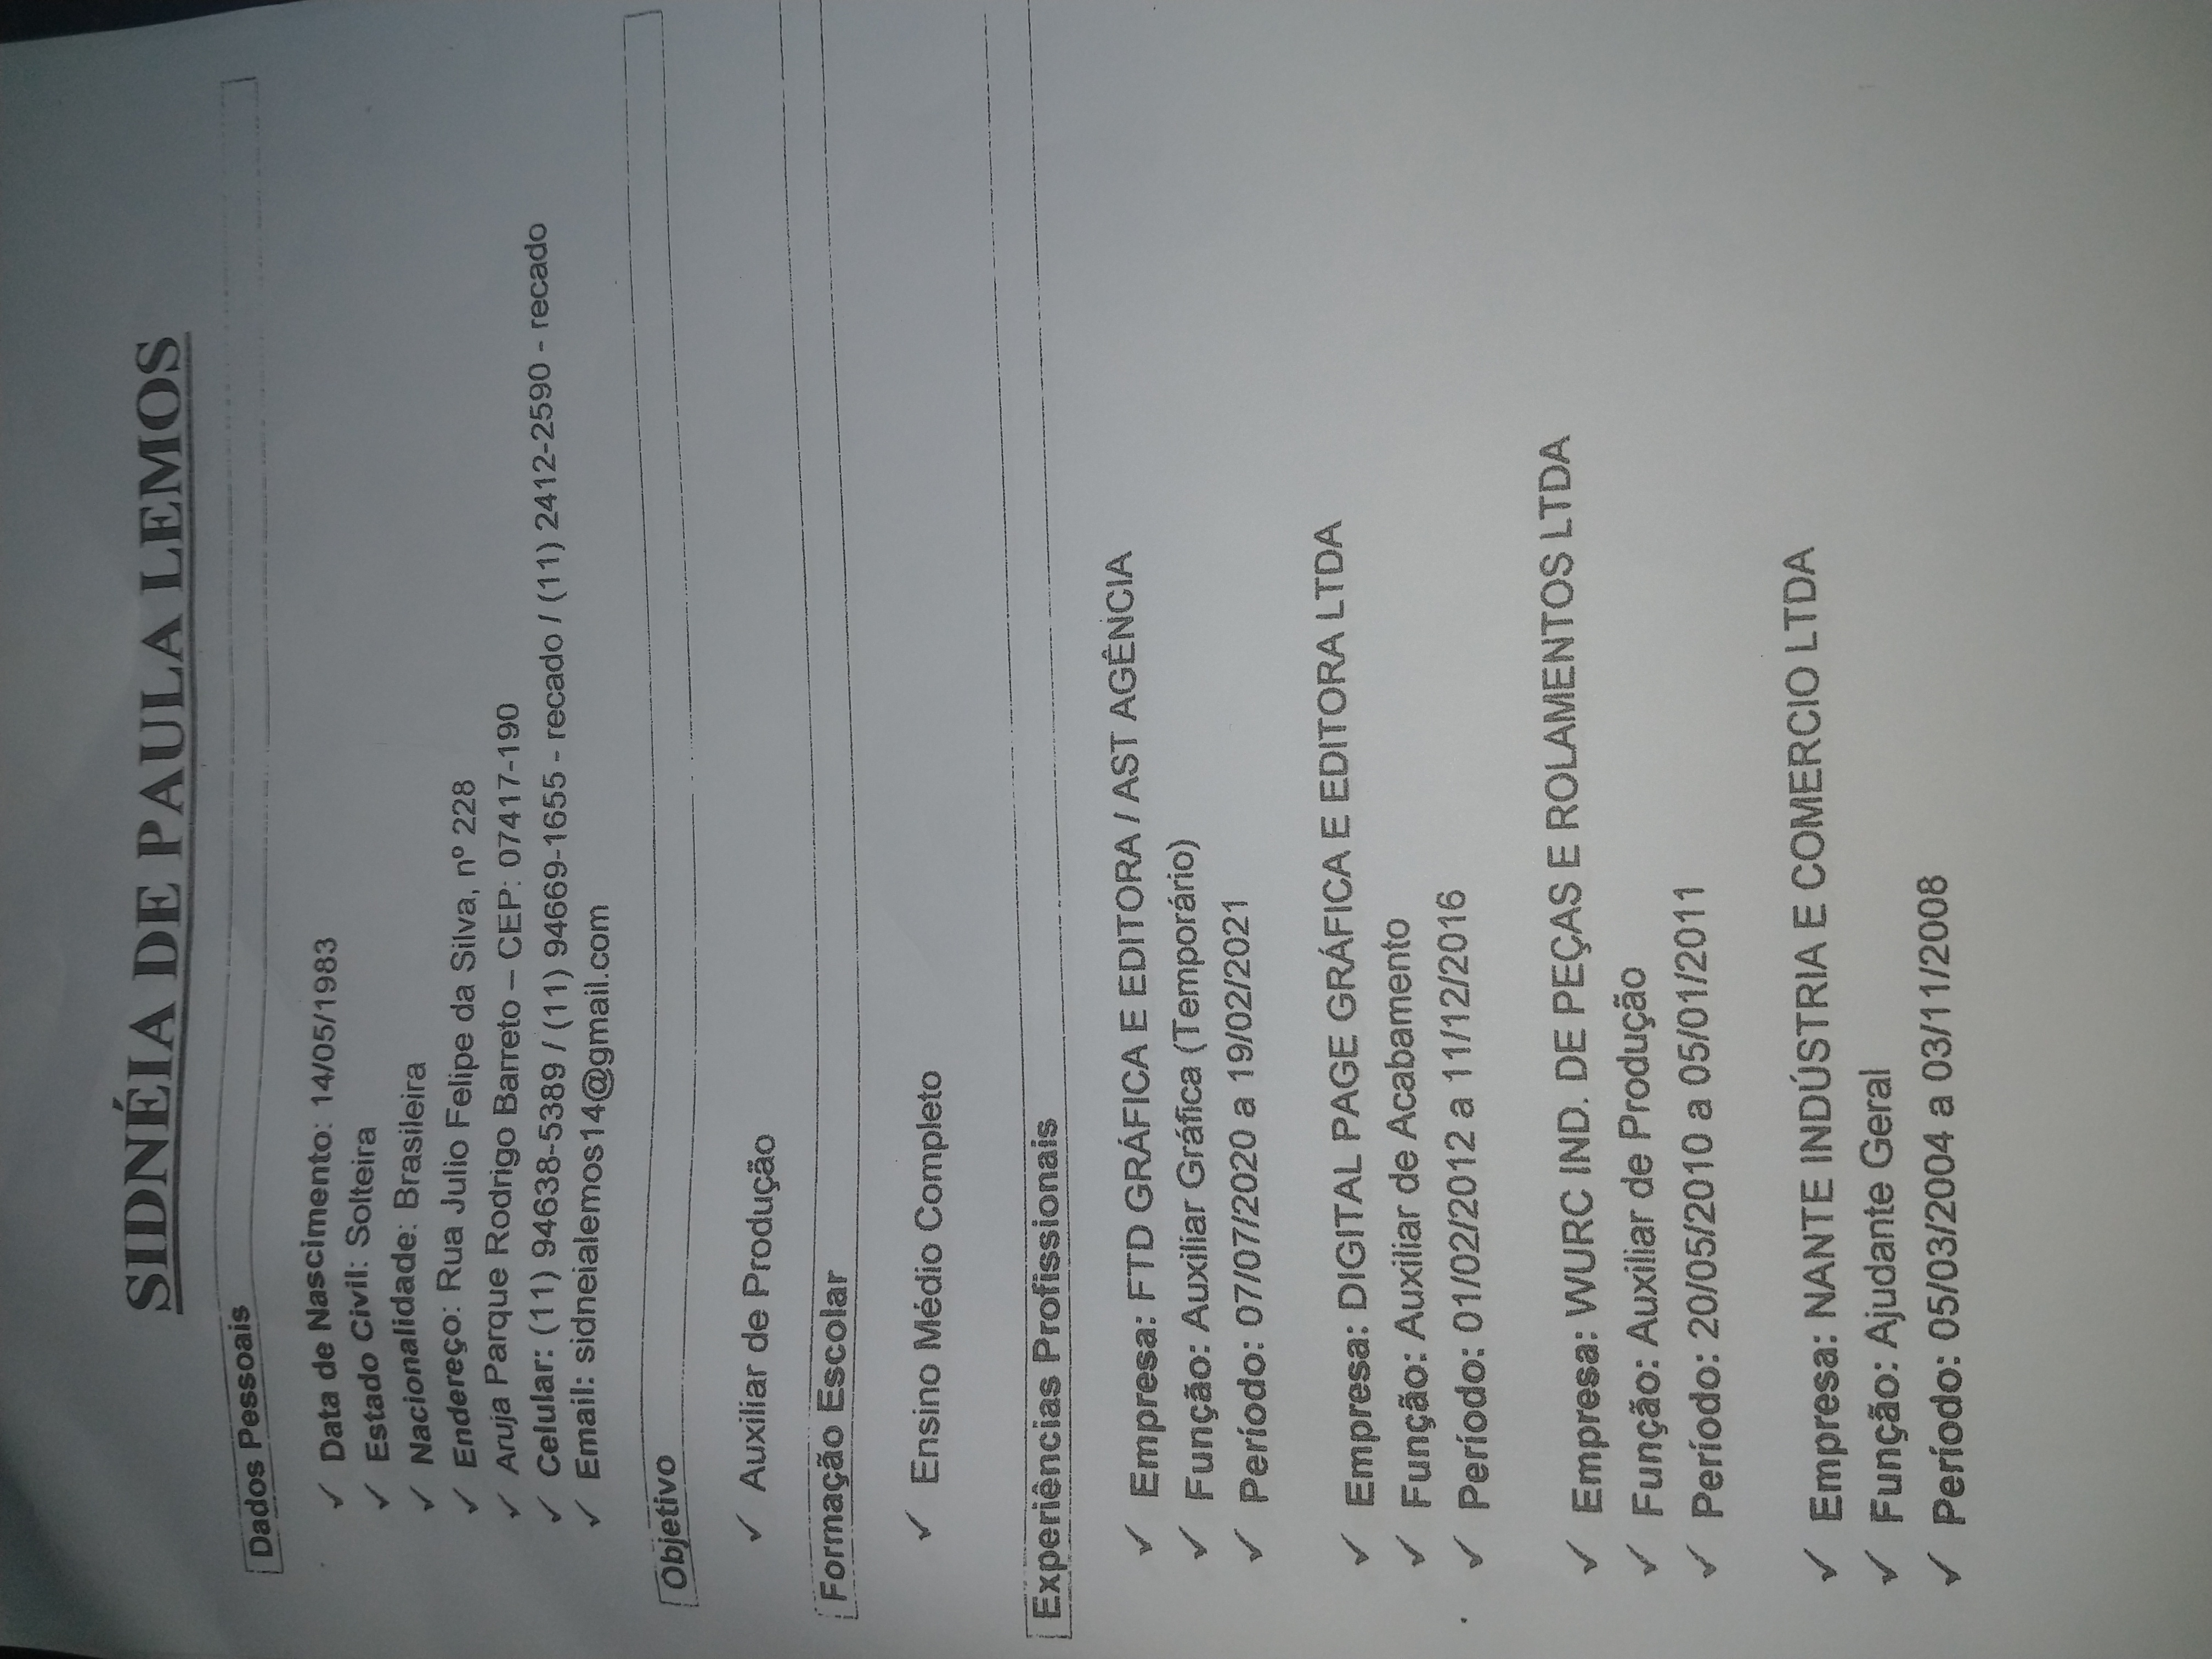 SIDNÉIA DE PAULA LEMOS
Dados Pessoais
✓ Data de Nascimento: 14/05/1983
✓ Estado Civil: Solteira
✓ Nacionalidade: Brasileira
✓ Endereço: Rua Julio Felipe da Silva, nº 228
✓ Aruja Parque Rodrigo Barreto – CEP: 07417-190
✓ Celular: (11) 94638-5389 / (11) 94669-1655 - recado / (11) 2412-2590 - recado
✓ Email: sidneialemos14@gmail.com
Objetivo
✓ Auxiliar de Produção
Formação Escolar
✓ Ensino Médio Completo
Experiências Profissionais
✓ Empresa: FTD GRÁFICA E EDITORA / AST AGÊNCIA
✓ Função: Auxiliar Gráfica (Temporário)
✓ Período: 07/07/2020 a 19/02/2021
✓ Empresa: DIGITAL PAGE GRÁFICA E EDITORA LTDA
✓ Função: Auxiliar de Acabamento
✓ Período: 01/02/2012 a 11/12/2016
✓ Empresa: WURC IND. DE PEÇAS E ROLAMENTOS LTDA
✓ Função: Auxiliar de Produção
✓ Período: 20/05/2010 a 05/01/2011
✓ Empresa: NANTE INDÚSTRIA E COMERCIO LTDA
✓ Função: Ajudante Geral
✓ Período: 05/03/2004 a 03/11/2008